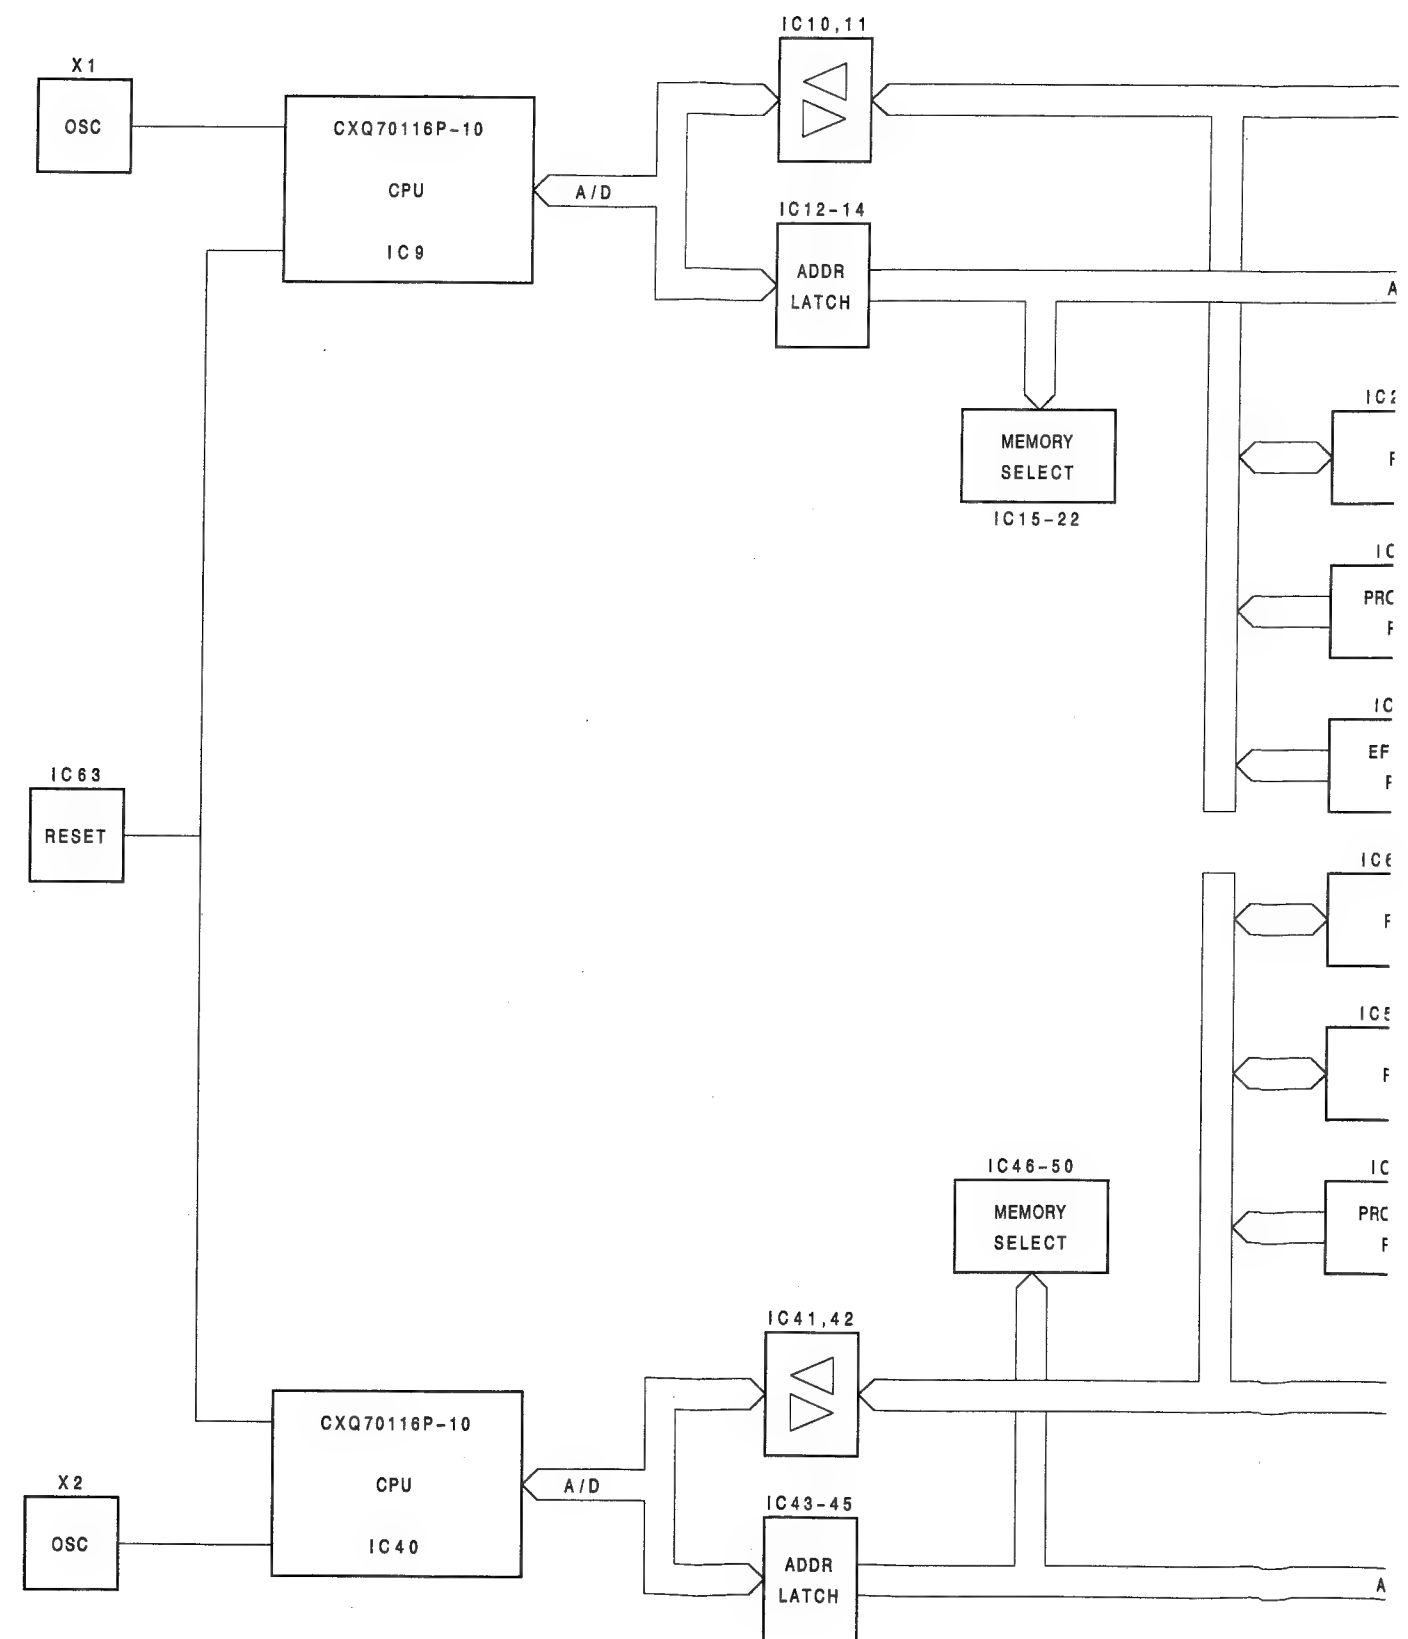 IC10,11
X1
OSC
CXQ70116P-10
CPU
A/D
IC9
IC12-14
ADDR
LATCH
A
MEMORY
SELECT
IC15-22
IC63
RESET
IC46-50
MEMORY
SELECT
IC41,42
CXQ70116P-10
CPU
A/D
IC40
X2
OSC
IC43-45
ADDR
LATCH
A